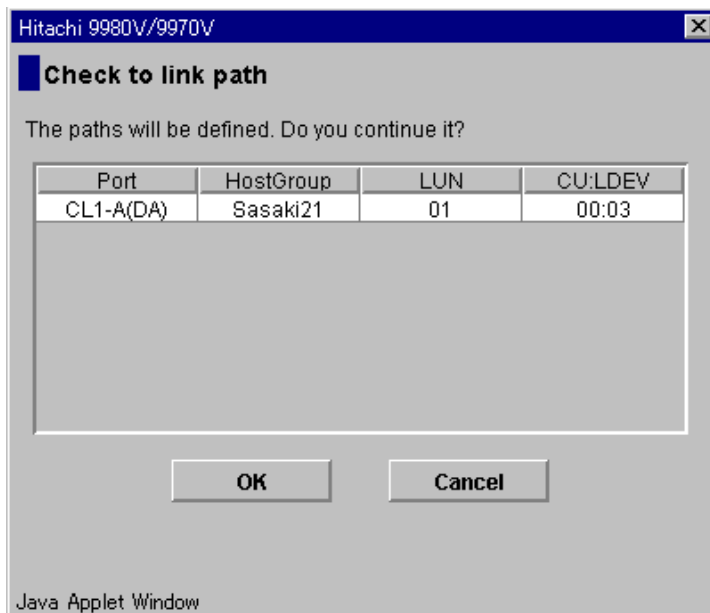 Hitachi 9980V/9970V
Check to link path
The paths will be defined. Do you continue it?
Port HostGroup LUN CU:LDEV
CL1-A(DA) Sasaki21 01 00:03
OK Cancel
Java Applet Window